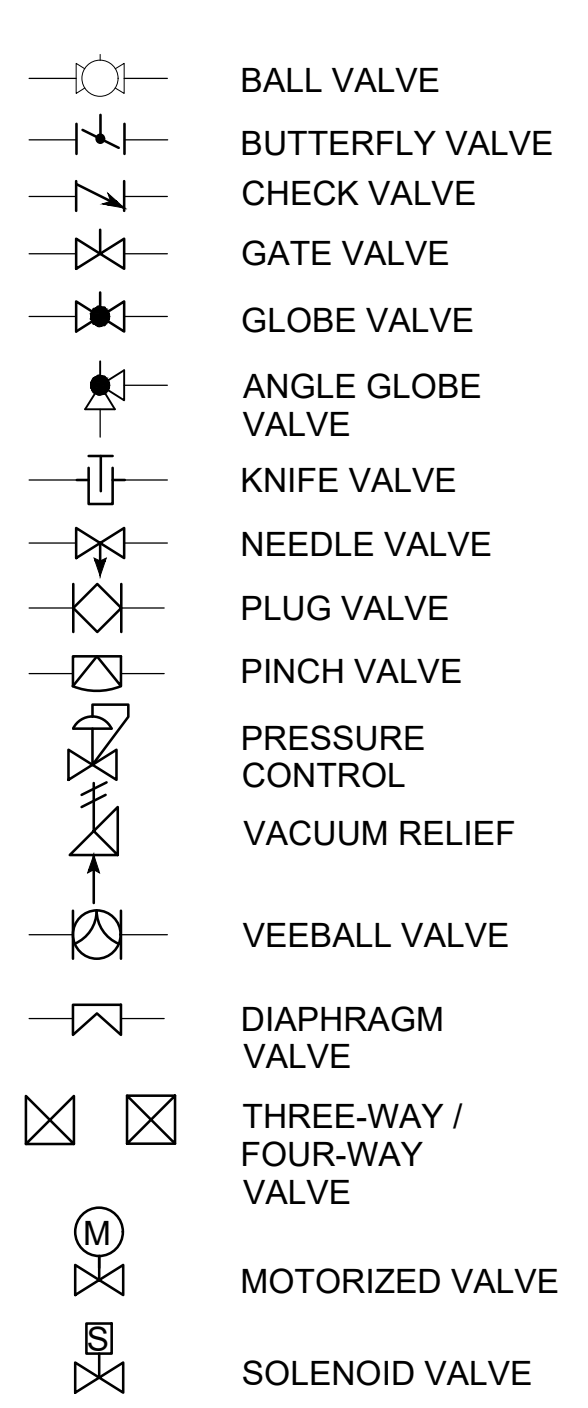 BALL VALVE
BUTTERFLY VALVE
CHECK VALVE
GATE VALVE
GLOBE VALVE
ANGLE GLOBE
VALVE
KNIFE VALVE
NEEDLE VALVE
PLUG VALVE
PINCH VALVE
PRESSURE
CONTROL
VACUUM RELIEF
VEEBALL VALVE
DIAPHRAGM
VALVE
THREE-WAY /
FOUR-WAY
VALVE
M
MOTORIZED VALVE
S
SOLENOID VALVE